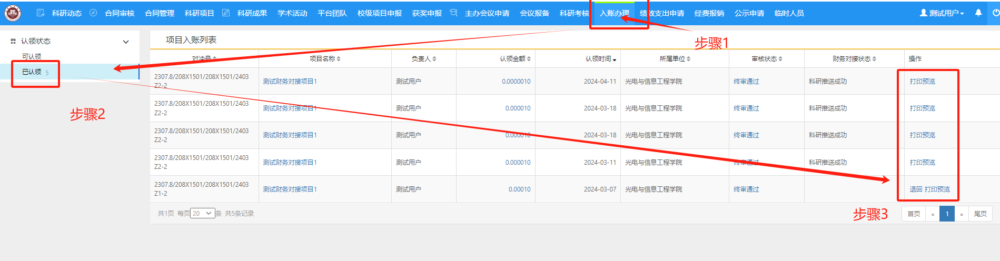 科研动态 合同审核 合同管理 科研项目 科研成果 学术活动 平台团队 校级项目申报 获奖申报 主办会议申请 会议报备 科研考核 入账办理 绩效支出申请 经费报销 公示申请 临时人员 测试用户
步骤1
认领状态
可认领
已认领 5
步骤2
项目入账列表
对冲号 项目名称 负责人 认领金额 认领时间 所属单位 审核状态 财务对接状态 操作
2307.8/208X1501/208X1501/2403
Z2-2 测试财务对接项目1 测试用户 0.0000010 2024-04-11 光电与信息工程学院 终审通过 科研推送成功 打印预览
2307.8/208X1501/208X1501/2403
Z2-2 测试财务对接项目1 测试用户 0.000010 2024-03-18 光电与信息工程学院 终审通过 科研推送成功 打印预览
2307.8/208X1501/208X1501/2403
Z2-2 测试财务对接项目1 测试用户 0.000010 2024-03-18 光电与信息工程学院 终审通过 科研推送成功 打印预览
2307.8/208X1501/208X1501/2403
Z2-2 测试财务对接项目1 测试用户 0.000010 2024-03-11 光电与信息工程学院 终审通过 科研推送成功 打印预览
2307.8/208X1501/208X1501/2403
Z1-2 测试财务对接项目1 测试用户 0.00010 2024-03-07 光电与信息工程学院 终审通过 退回 打印预览
步骤3
共1页 每页 20 条 共5条记录 首页 « 1 » 尾页